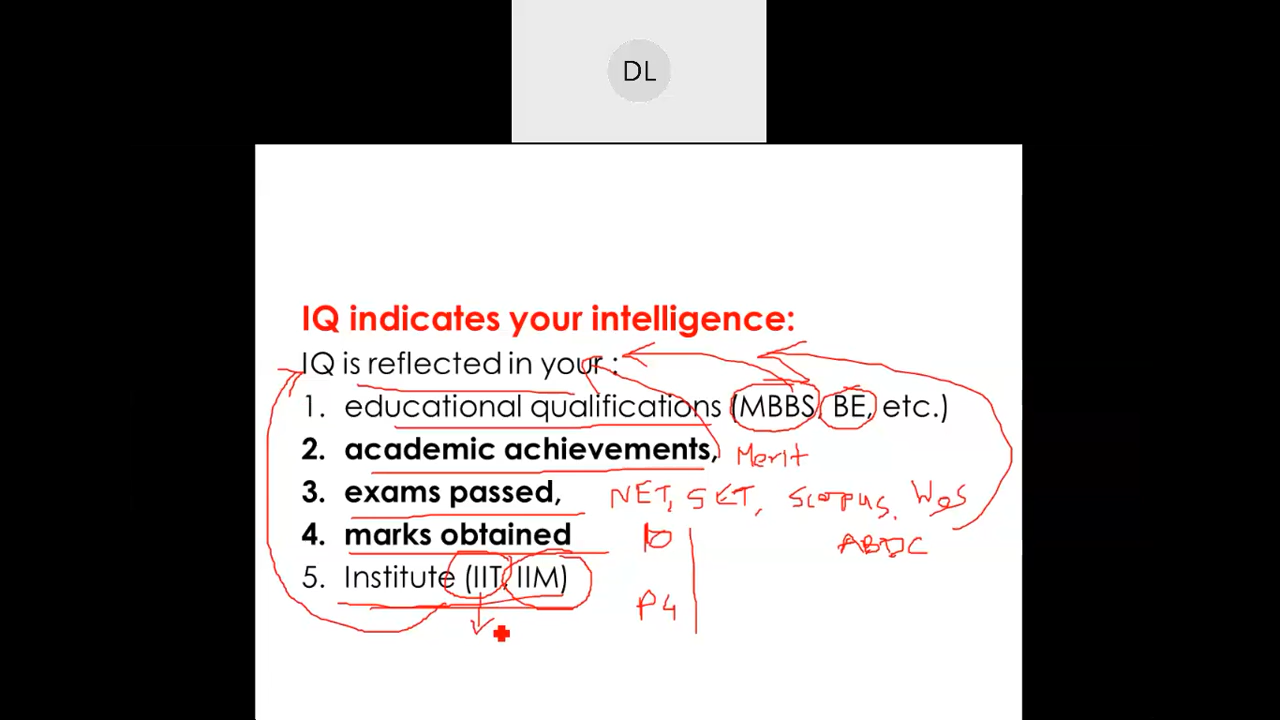 DL
IQ indicates your intelligence:
IQ is reflected in your :
1. educational qualifications (MBBS, BE, etc.)
2. academic achievements, Merit
3. exams passed, NET, SET, Scopus, WoS
4. marks obtained ABDC
5. Institute (IIT, IIM)